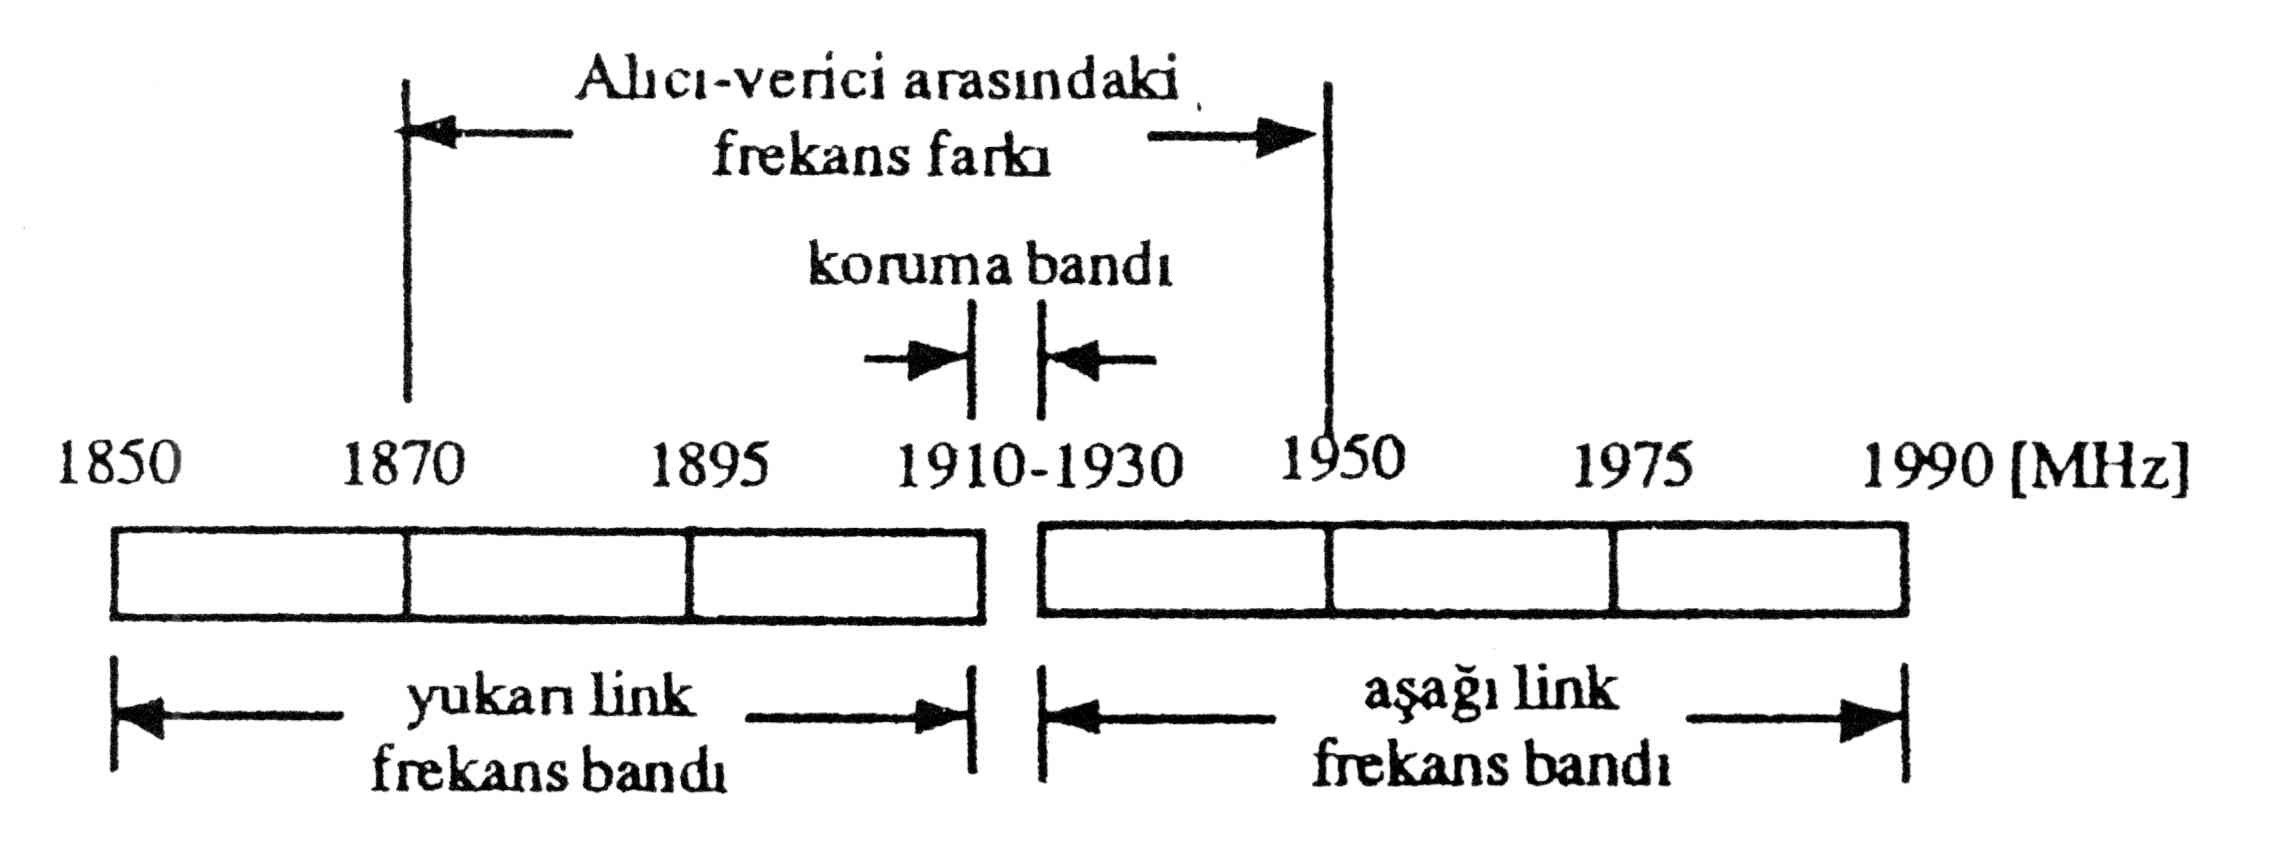 Alıcı-verici arasındaki
frekans farkı
koruma bandı
1850 1870 1895 1910-1930 1950 1975 1990 [MHz]
yukarı link
frekans bandı
aşağı link
frekans bandı